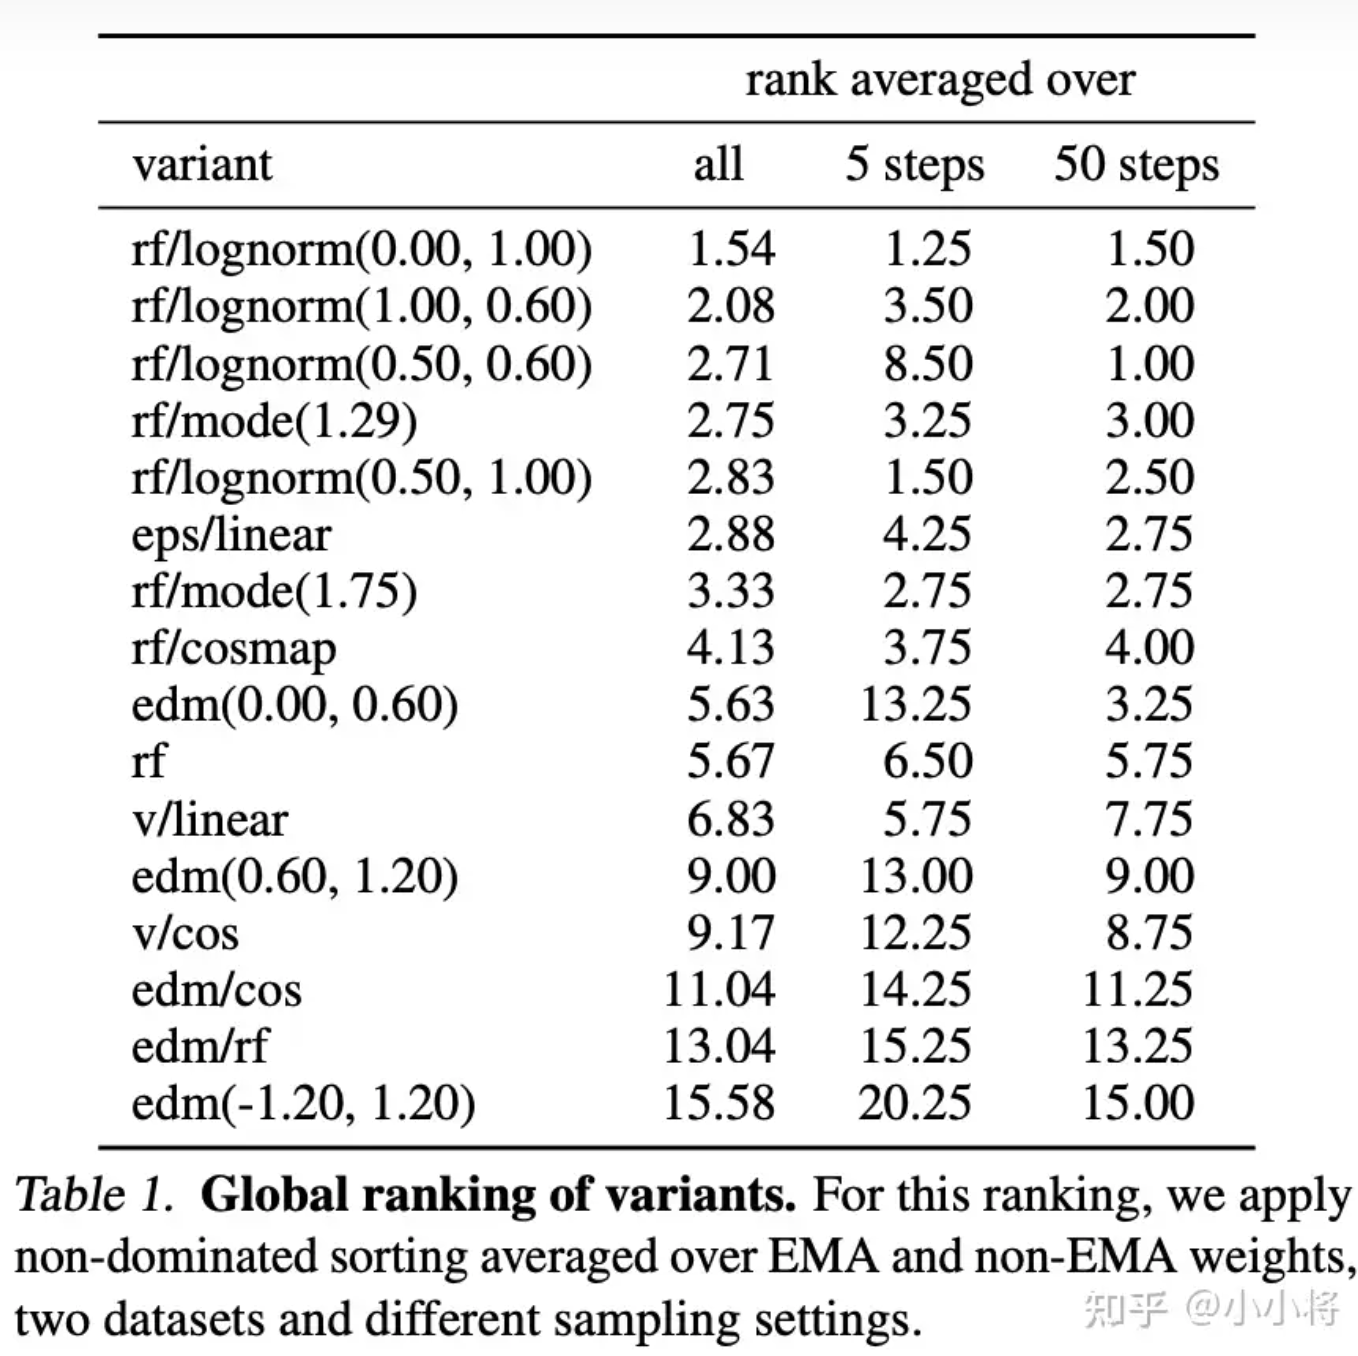 rank averaged over
variant all 5 steps 50 steps
rf/lognorm(0.00, 1.00) 1.54 1.25 1.50
rf/lognorm(1.00, 0.60) 2.08 3.50 2.00
rf/lognorm(0.50, 0.60) 2.71 8.50 1.00
rf/mode(1.29) 2.75 3.25 3.00
rf/lognorm(0.50, 1.00) 2.83 1.50 2.50
eps/linear 2.88 4.25 2.75
rf/mode(1.75) 3.33 2.75 2.75
rf/cosmap 4.13 3.75 4.00
edm(0.00, 0.60) 5.63 13.25 3.25
rf 5.67 6.50 5.75
v/linear 6.83 5.75 7.75
edm(0.60, 1.20) 9.00 13.00 9.00
v/cos 9.17 12.25 8.75
edm/cos 11.04 14.25 11.25
edm/rf 13.04 15.25 13.25
edm(-1.20, 1.20) 15.58 20.25 15.00
Table 1. Global ranking of variants. For this ranking, we apply
non-dominated sorting averaged over EMA and non-EMA weights,
two datasets and different sampling settings.
知乎 @小小将